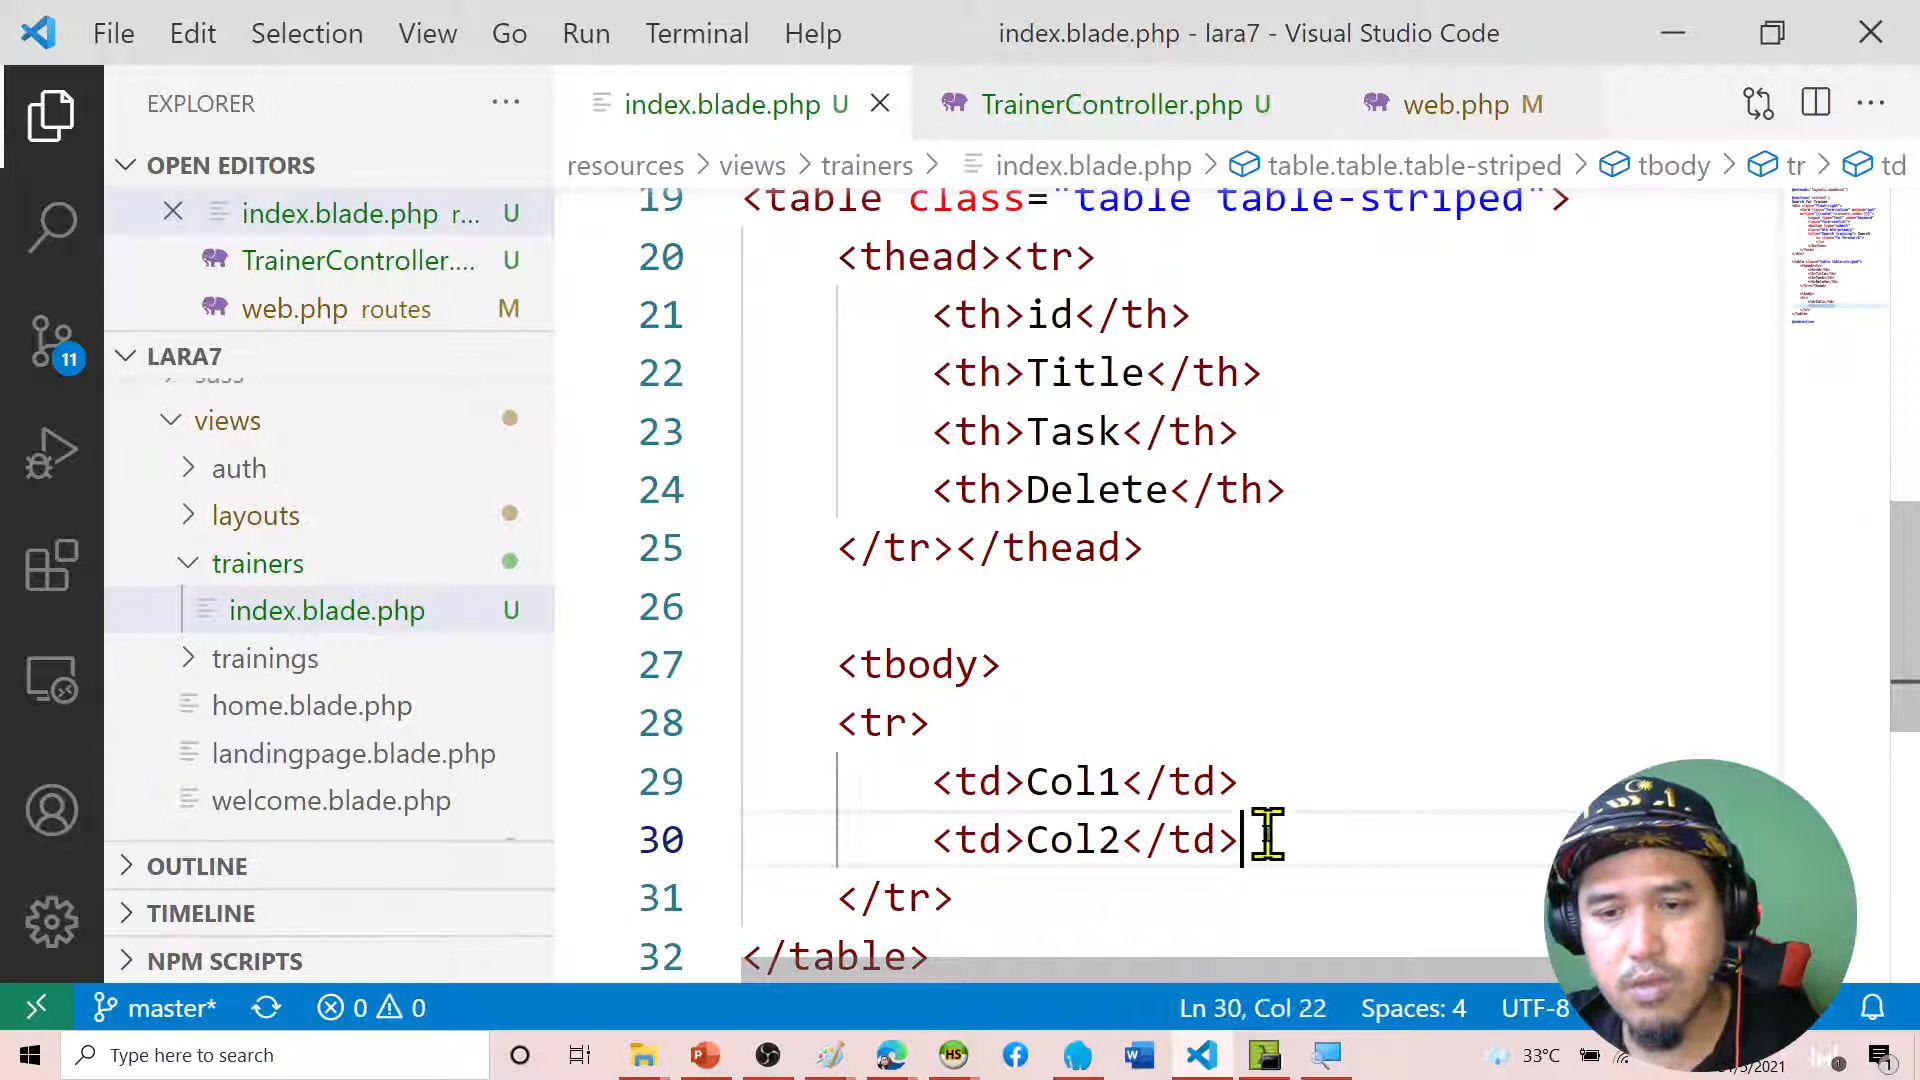 File Edit Selection View Go Run Terminal Help index.blade.php - lara7 - Visual Studio Code
EXPLORER
index.blade.php U
TrainerController.php U
web.php M
OPEN EDITORS
resources views trainers index.blade.php table.table.table-striped tbody tr td
index.blade.php r... U
TrainerController.... U
web.php routes M
LARA7
views
auth
layouts
trainers
index.blade.php U
trainings
home.blade.php
landingpage.blade.php
welcome.blade.php
OUTLINE
TIMELINE
NPM SCRIPTS
11
19 <table class="table table-striped">
20 <thead><tr>
21 <th>id</th>
22 <th>Title</th>
23 <th>Task</th>
24 <th>Delete</th>
25 </tr></thead>
26
27 <tbody>
28 <tr>
29 <td>Col1</td>
30 <td>Col2</td>
31 </tr>
32 </table>
master* 0 0 Ln 30, Col 22 Spaces: 4 UTF-8
Type here to search
33°C
/2021